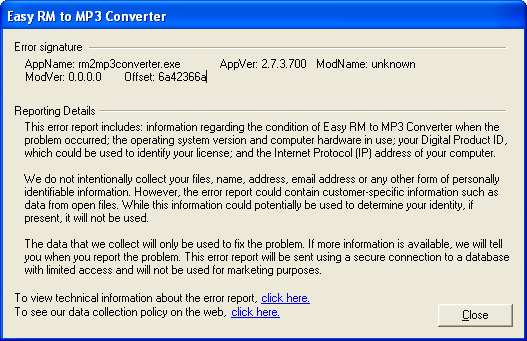 Easy RM to MP3 Converter
Error signature
AppName: rm2mp3converter.exe AppVer: 2.7.3.700 ModName: unknown
ModVer: 0.0.0.0 Offset: 6a42366a
Reporting Details
This error report includes: information regarding the condition of Easy RM to MP3 Converter when the
problem occurred; the operating system version and computer hardware in use; your Digital Product ID,
which could be used to identify your license; and the Internet Protocol (IP) address of your computer.
We do not intentionally collect your files, name, address, email address or any other form of personally
identifiable information. However, the error report could contain customer-specific information such as
data from open files. While this information could potentially be used to determine your identity, if
present, it will not be used.
The data that we collect will only be used to fix the problem. If more information is available, we will tell
you when you report the problem. This error report will be sent using a secure connection to a database
with limited access and will not be used for marketing purposes.
To view technical information about the error report, click here.
To see our data collection policy on the web, click here.
Close